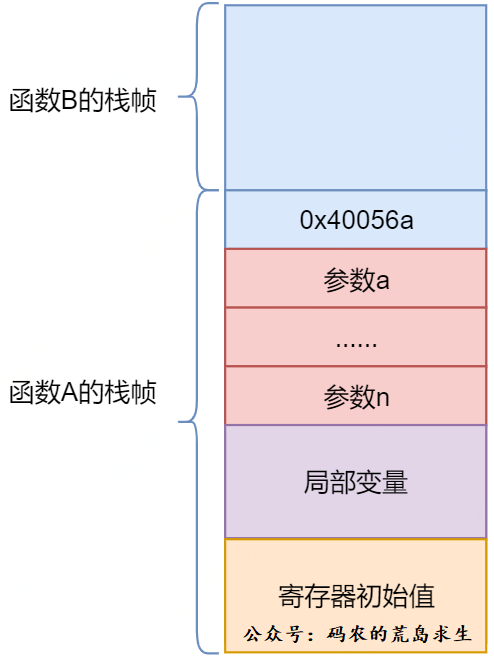 函数B的栈帧
0x40056a
参数a
......
函数A的栈帧
参数n
局部变量
寄存器初始值
公众号：码农的荒岛求生